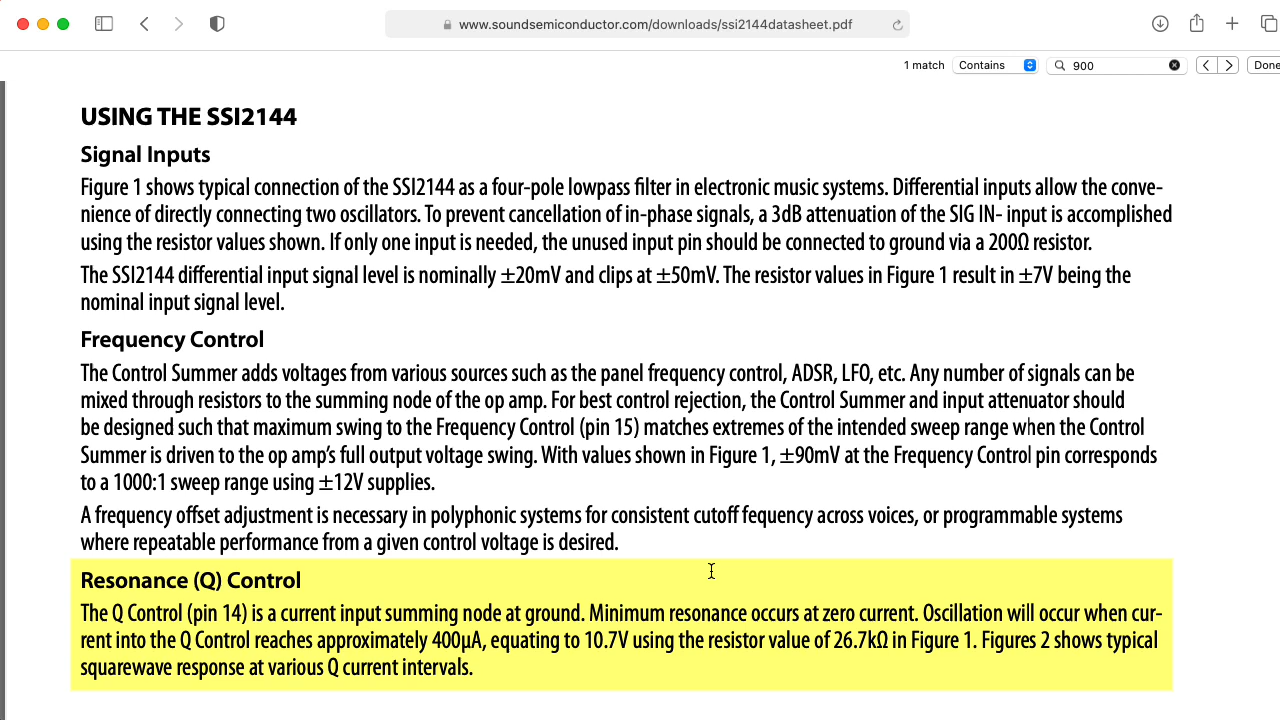 www.soundsemiconductor.com/downloads/ssi2144datasheet.pdf
1 match Contains 900 Done
USING THE SSI2144
Signal Inputs
Figure 1 shows typical connection of the SSI2144 as a four-pole lowpass filter in electronic music systems. Differential inputs allow the conve-
nience of directly connecting two oscillators. To prevent cancellation of in-phase signals, a 3dB attenuation of the SIG IN- input is accomplished
using the resistor values shown. If only one input is needed, the unused input pin should be connected to ground via a 200Ω resistor.
The SSI2144 differential input signal level is nominally ±20mV and clips at ±50mV. The resistor values in Figure 1 result in ±7V being the
nominal input signal level.
Frequency Control
The Control Summer adds voltages from various sources such as the panel frequency control, ADSR, LFO, etc. Any number of signals can be
mixed through resistors to the summing node of the op amp. For best control rejection, the Control Summer and input attenuator should
be designed such that maximum swing to the Frequency Control (pin 15) matches extremes of the intended sweep range when the Control
Summer is driven to the op amp's full output voltage swing. With values shown in Figure 1, ±90mV at the Frequency Control pin corresponds
to a 1000:1 sweep range using ±12V supplies.
A frequency offset adjustment is necessary in polyphonic systems for consistent cutoff fequency across voices, or programmable systems
where repeatable performance from a given control voltage is desired.
Resonance (Q) Control
The Q Control (pin 14) is a current input summing node at ground. Minimum resonance occurs at zero current. Oscillation will occur when cur-
rent into the Q Control reaches approximately 400µA, equating to 10.7V using the resistor value of 26.7kΩ in Figure 1. Figures 2 shows typical
squarewave response at various Q current intervals.